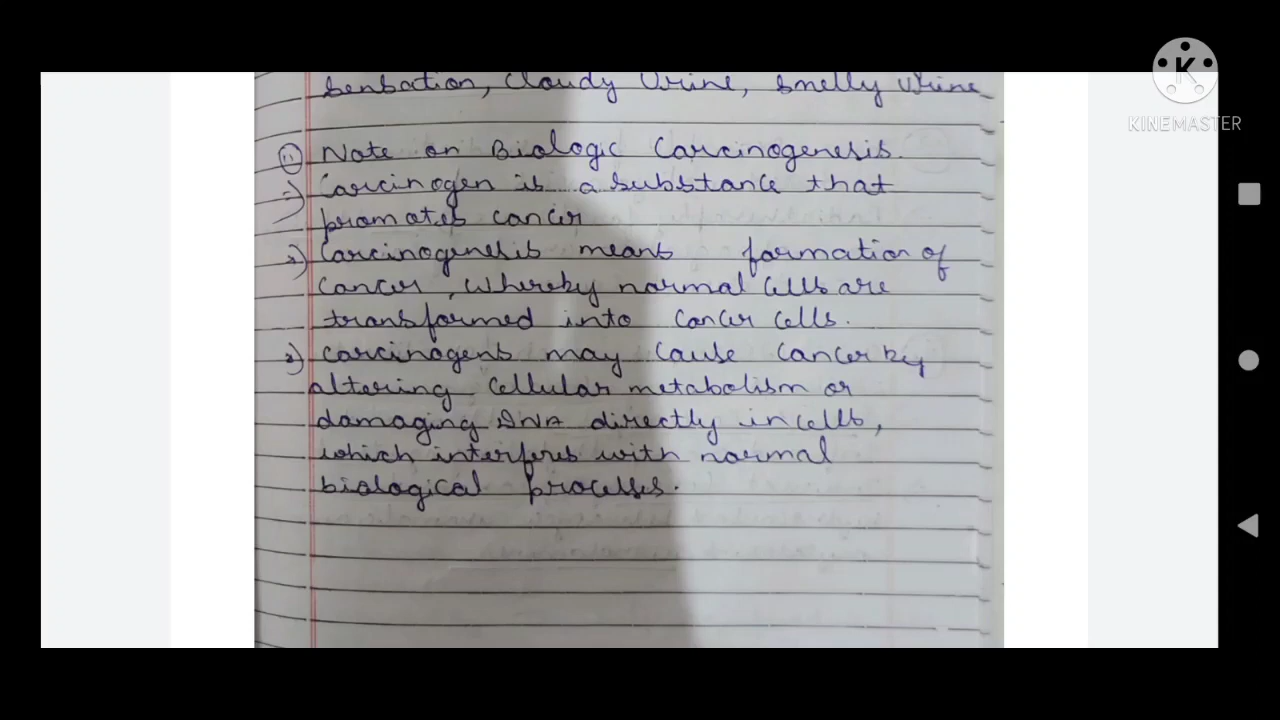 Sensation, Cloudy Urine, Smelly Urine
KINEMASTER
11 Note on Biologic Carcinogenesis.
1) Carcinogen is a substance that
promotes cancer
2) Carcinogenesis means formation of
cancer, whereby normal cells are
transformed into cancer cells.
3) Carcinogens may cause cancer by
altering cellular metabolism or
damaging DNA directly in cells,
which interferes with normal
biological processes.